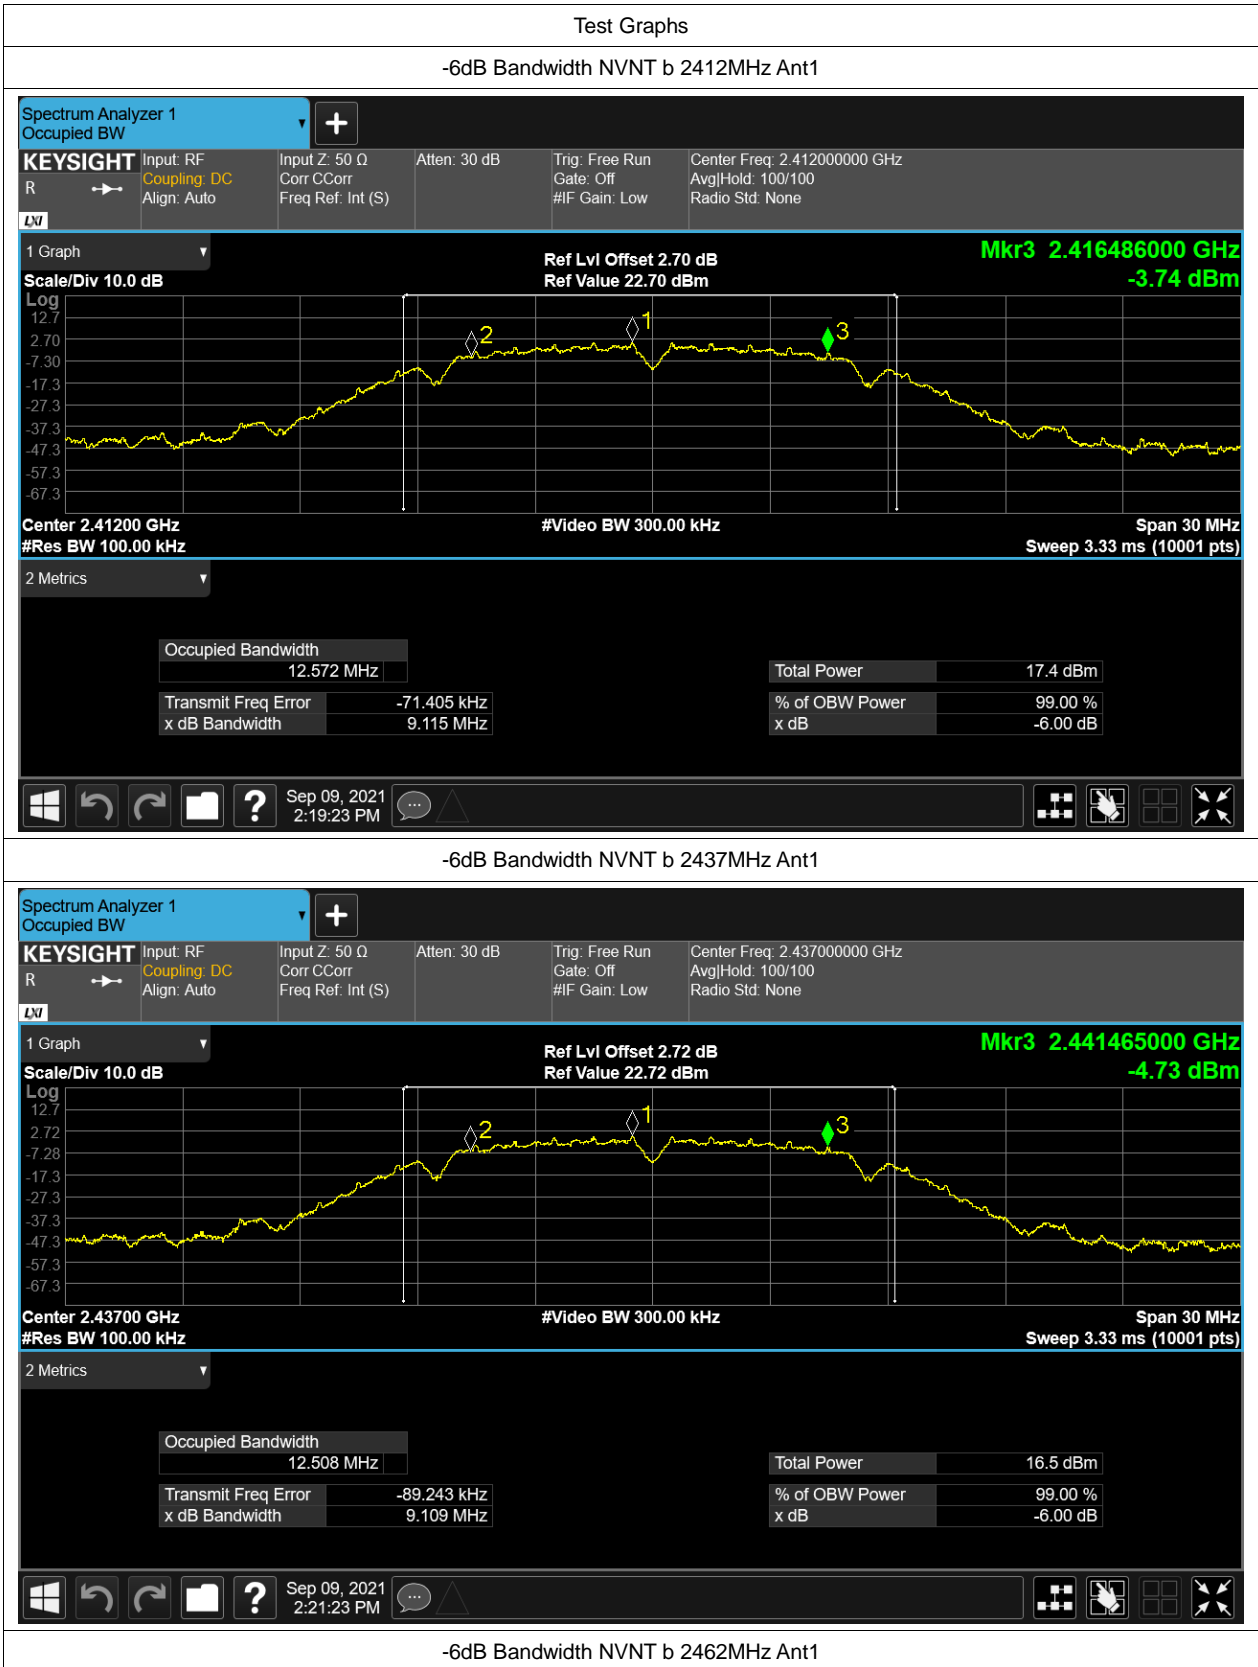 Test Graphs
-6dB Bandwidth NVNT b 2412MHz Ant1
Spectrum Analyzer 1
Occupied BW
KEYSIGHT Input: RF Input Z: 50 Ω Atten: 30 dB Trig: Free Run Center Freq: 2.412000000 GHz
R Coupling: DC Corr CCorr Gate: Off Avg|Hold: 100/100
Align: Auto Freq Ref: Int (S) #IF Gain: Low Radio Std: None
LXI
1 Graph Ref Lvl Offset 2.70 dB Mkr3 2.416486000 GHz
Scale/Div 10.0 dB Ref Value 22.70 dBm -3.74 dBm
Log
12.7
2.70
-7.30
-17.3
-27.3
-37.3
-47.3
-57.3
-67.3
2 1 3
Center 2.41200 GHz #Video BW 300.00 kHz Span 30 MHz
#Res BW 100.00 kHz Sweep 3.33 ms (10001 pts)
2 Metrics
Occupied Bandwidth
12.572 MHz Total Power 17.4 dBm
Transmit Freq Error -71.405 kHz % of OBW Power 99.00 %
x dB Bandwidth 9.115 MHz x dB -6.00 dB
? Sep 09, 2021
2:19:23 PM
-6dB Bandwidth NVNT b 2437MHz Ant1
Spectrum Analyzer 1
Occupied BW
KEYSIGHT Input: RF Input Z: 50 Ω Atten: 30 dB Trig: Free Run Center Freq: 2.437000000 GHz
R Coupling: DC Corr CCorr Gate: Off Avg|Hold: 100/100
Align: Auto Freq Ref: Int (S) #IF Gain: Low Radio Std: None
LXI
1 Graph Ref Lvl Offset 2.72 dB Mkr3 2.441465000 GHz
Scale/Div 10.0 dB Ref Value 22.72 dBm -4.73 dBm
Log
12.7
2.72
-7.28
-17.3
-27.3
-37.3
-47.3
-57.3
-67.3
2 1 3
Center 2.43700 GHz #Video BW 300.00 kHz Span 30 MHz
#Res BW 100.00 kHz Sweep 3.33 ms (10001 pts)
2 Metrics
Occupied Bandwidth
12.508 MHz Total Power 16.5 dBm
Transmit Freq Error -89.243 kHz % of OBW Power 99.00 %
x dB Bandwidth 9.109 MHz x dB -6.00 dB
? Sep 09, 2021
2:21:23 PM
-6dB Bandwidth NVNT b 2462MHz Ant1